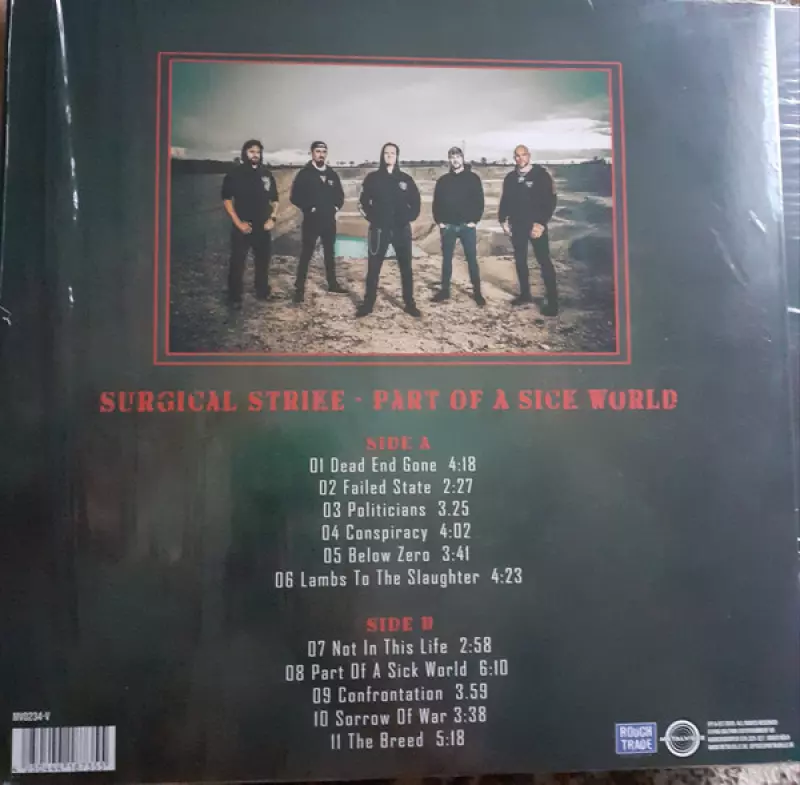 SURGICAL STRIKE - PART OF A SICK WORLD
SIDE A
01 Dead End Gone 4:18
02 Failed State 2:27
03 Politicians 3.25
04 Conspiracy 4:02
05 Below Zero 3:41
06 Lambs To The Slaughter 4:23
SIDE B
07 Not In This Life 2:58
08 Part Of A Sick World 6:10
09 Confrontation 3.59
10 Sorrow Of War 3:38
11 The Breed 5:18
MV0234-V
ROUGH
TRADE
METALVILLE